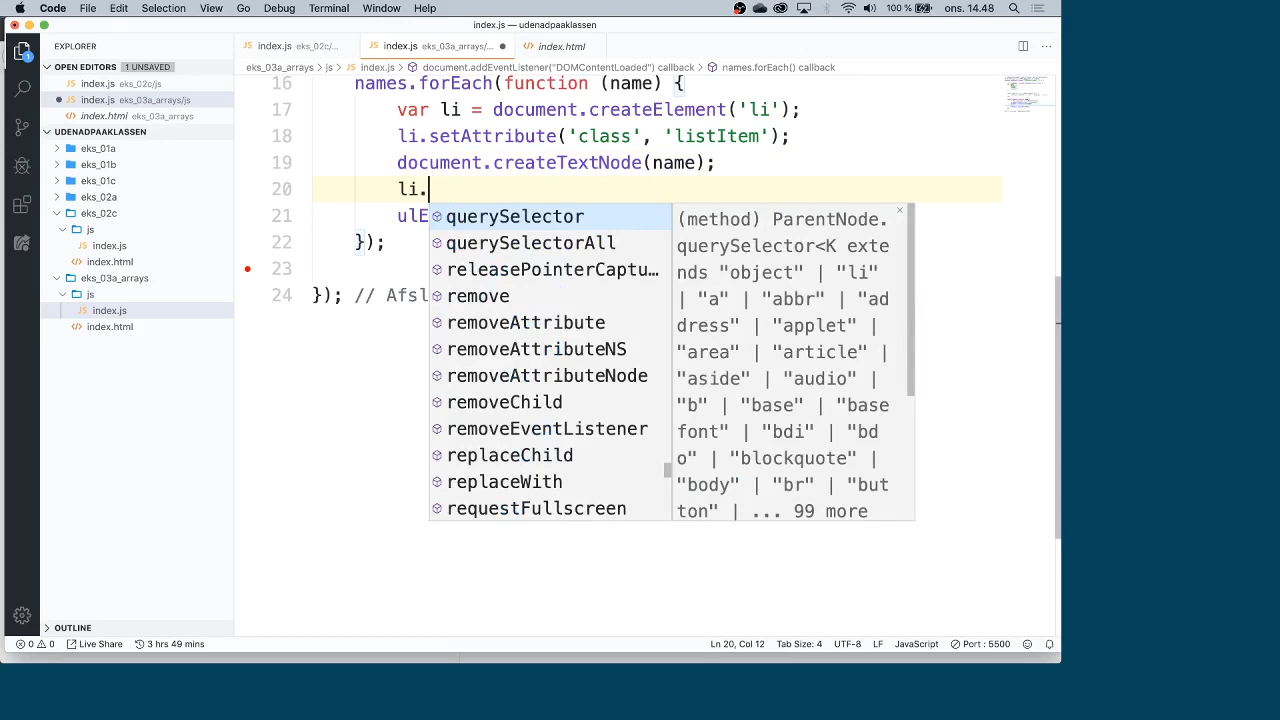 Code File Edit Selection View Go Debug Terminal Window Help 100 % ons. 14.48
index.js — udenadpaaklassen
EXPLORER
index.js eks_02c/...
index.js eks_03a_arrays/...
index.html
OPEN EDITORS 1 UNSAVED
index.js eks_02c/js
index.js eks_03a_arrays/js
index.html eks_03a_arrays
UDENADPAAKLASSEN
eks_01a
eks_01b
eks_01c
eks_02a
eks_02c
js
index.js
index.html
eks_03a_arrays
js
index.js
index.html
OUTLINE
eks_03a_arrays > js > index.js > document.addEventListener("DOMContentLoaded") callback > names.forEach() callback
16 names.forEach(function (name) {
17 var li = document.createElement('li');
18 li.setAttribute('class', 'listItem');
19 document.createTextNode(name);
20 li.
21 ulE
22 });
23
24 }); // Afsl
querySelector
querySelectorAll
releasePointerCaptu...
remove
removeAttribute
removeAttributeNS
removeAttributeNode
removeChild
removeEventListener
replaceChild
replaceWith
requestFullscreen
(method) ParentNode.
querySelector<K exte
nds "object" | "li"
| "a" | "abbr" | "ad
dress" | "applet" |
"area" | "article" |
"aside" | "audio" |
"b" | "base" | "base
font" | "bdi" | "bd
o" | "blockquote" |
"body" | "br" | "but
ton" | ... 99 more
0 0 Live Share 3 hrs 49 mins Ln 20, Col 12 Tab Size: 4 UTF-8 LF JavaScript Port : 5500